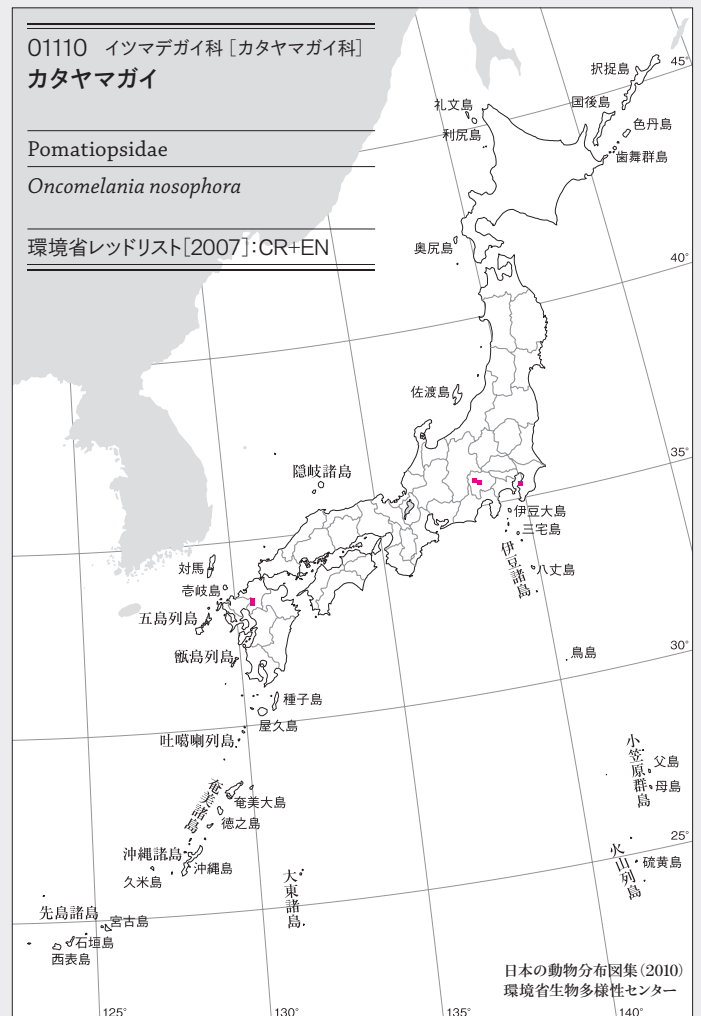 01110 イツマデガイ科［カタヤマガイ科］
カタヤマガイ
Pomatiopsidae
Oncomelania nosophora
環境省レッドリスト［2007］：CR+EN
択捉島
45°
礼文島
国後島
利尻島
色丹島
歯舞群島
奥尻島
40°
佐渡島
35°
隠岐諸島
伊豆大島
三宅島
伊豆諸島
八丈島
対馬
壱岐島
五島列島
甑島列島
鳥島
30°
種子島
屋久島
吐噶喇列島
小笠原群島
父島
母島
奄美諸島
奄美大島
徳之島
25°
沖縄諸島
沖縄島
久米島
火山列島
硫黄島
大東諸島
先島諸島
宮古島
石垣島
西表島
日本の動物分布図集（2010）
環境省生物多様性センター
125°
130°
135°
140°